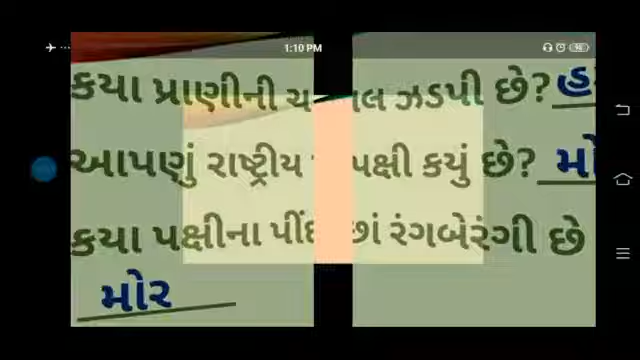 1:10 PM
કયા પ્રાણીની ચાલ ઝડપી છે?
આપણું રાષ્ટ્રીય પક્ષી કયું છે?
કયા પક્ષીના પીંછાં રંગબેરંગી છે
મોર